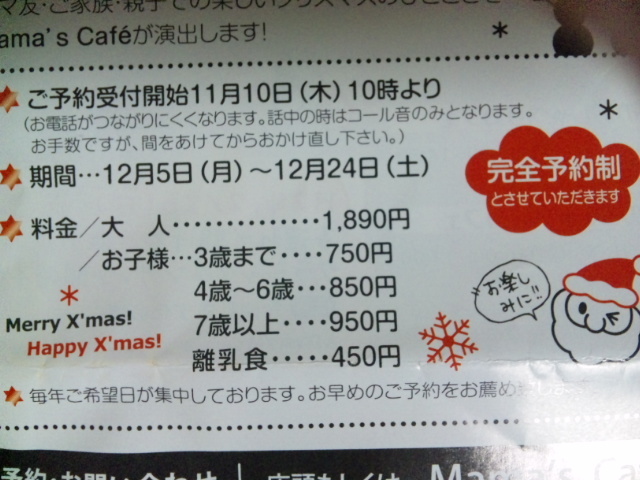 ama's Caféが演出します!
ご予約受付開始11月10日(木)10時より
(お電話がつながりにくくなります。話中の時はコール音のみとなります。
お手数ですが、間をあけてからおかけ直し下さい。)
期間…12月5日(月)~12月24日(土)
完全予約制
とさせていただきます
料金/大 人……………1,890円
/お子様…3歳まで‥‥750円
4歳~6歳…850円
7歳以上‥‥950円
離乳食‥‥‥450円
お楽し
みに!!
Merry X'mas!
Happy X'mas!
毎年ご希望日が集中しております。お早めのご予約をお薦め